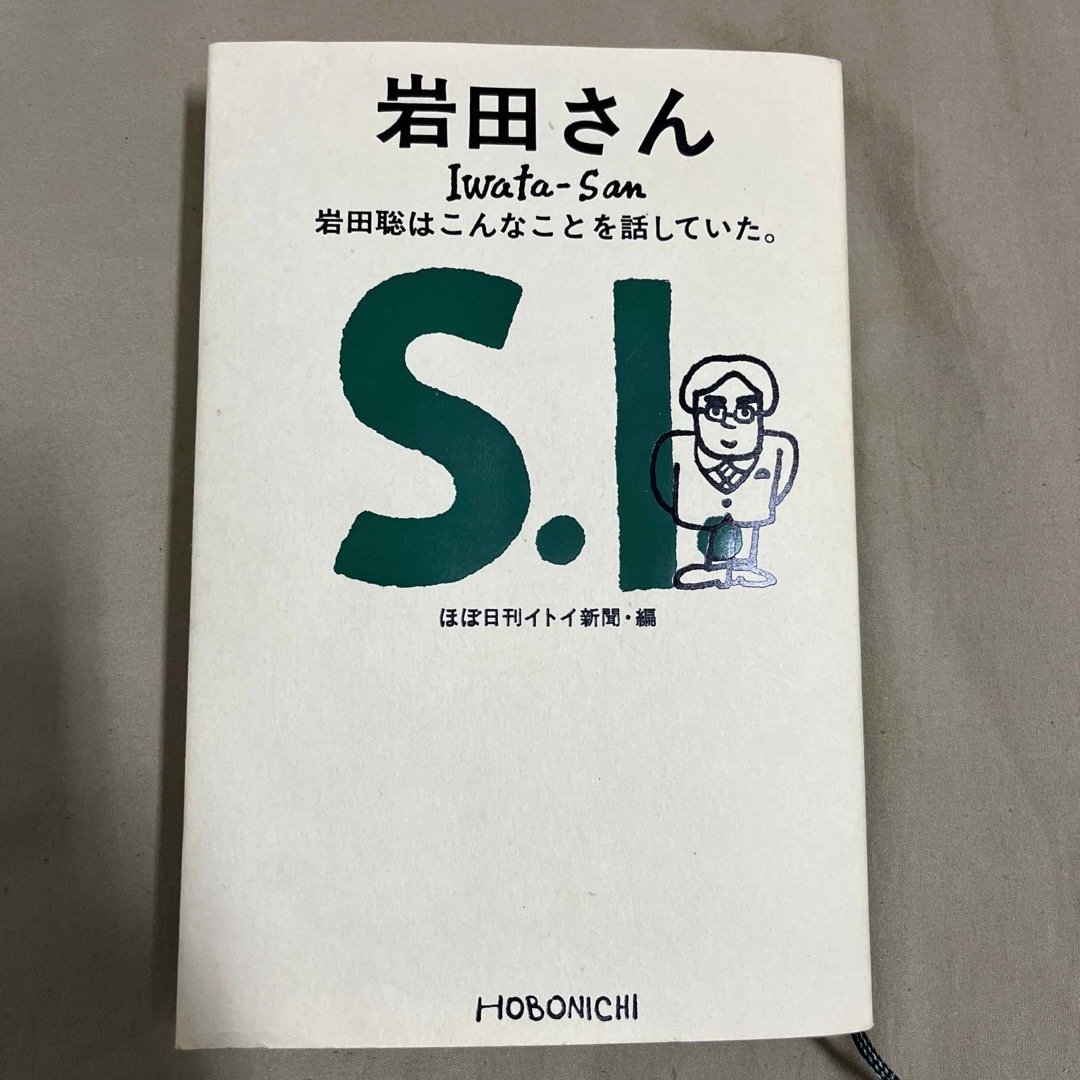 岩田さん
Iwata-San
岩田聡はこんなことを話していた。
S.I.
ほぼ日刊イトイ新聞・編
HOBONICHI